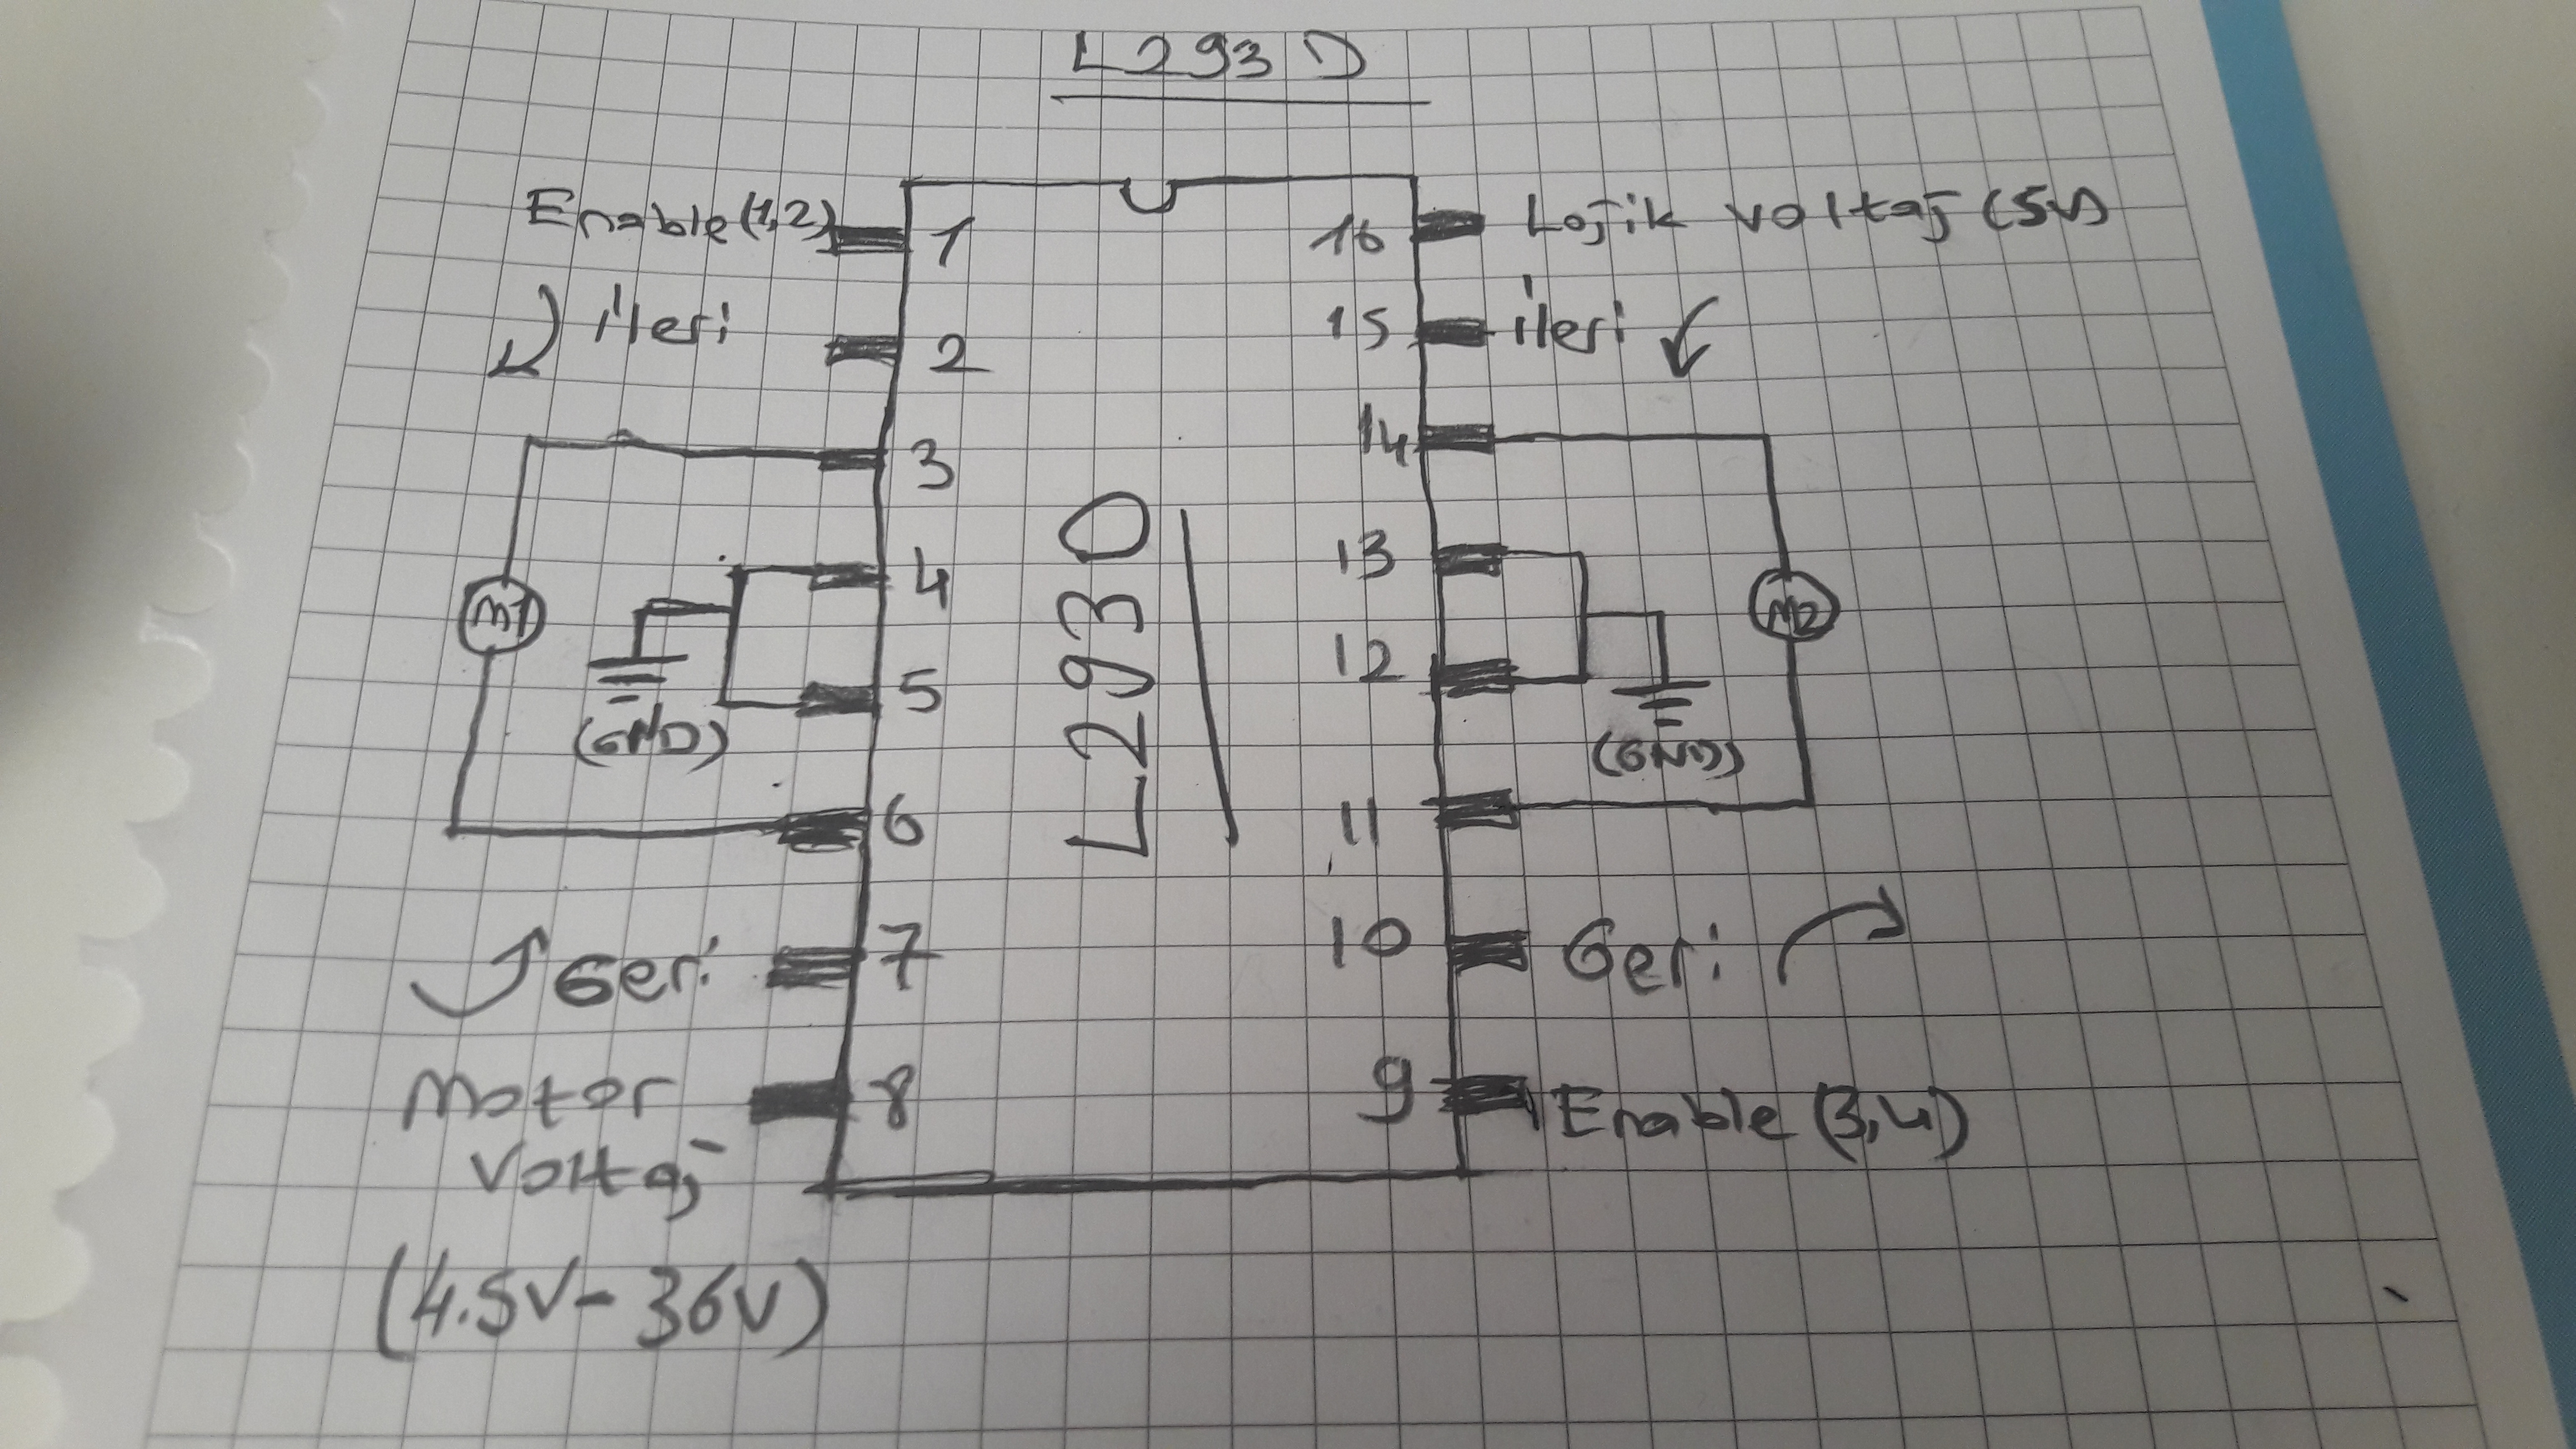 L293D
Enable(1,2)
1
İleri
2
3
M1
4
5
(GND)
6
7
Geri
8
Motor
Voltaj
(4.5V-36V)
L293D
16
Lojik voltaj (5V)
15
ileri
14
13
M2
12
(GND)
11
10
Geri
9
Enable (3,4)